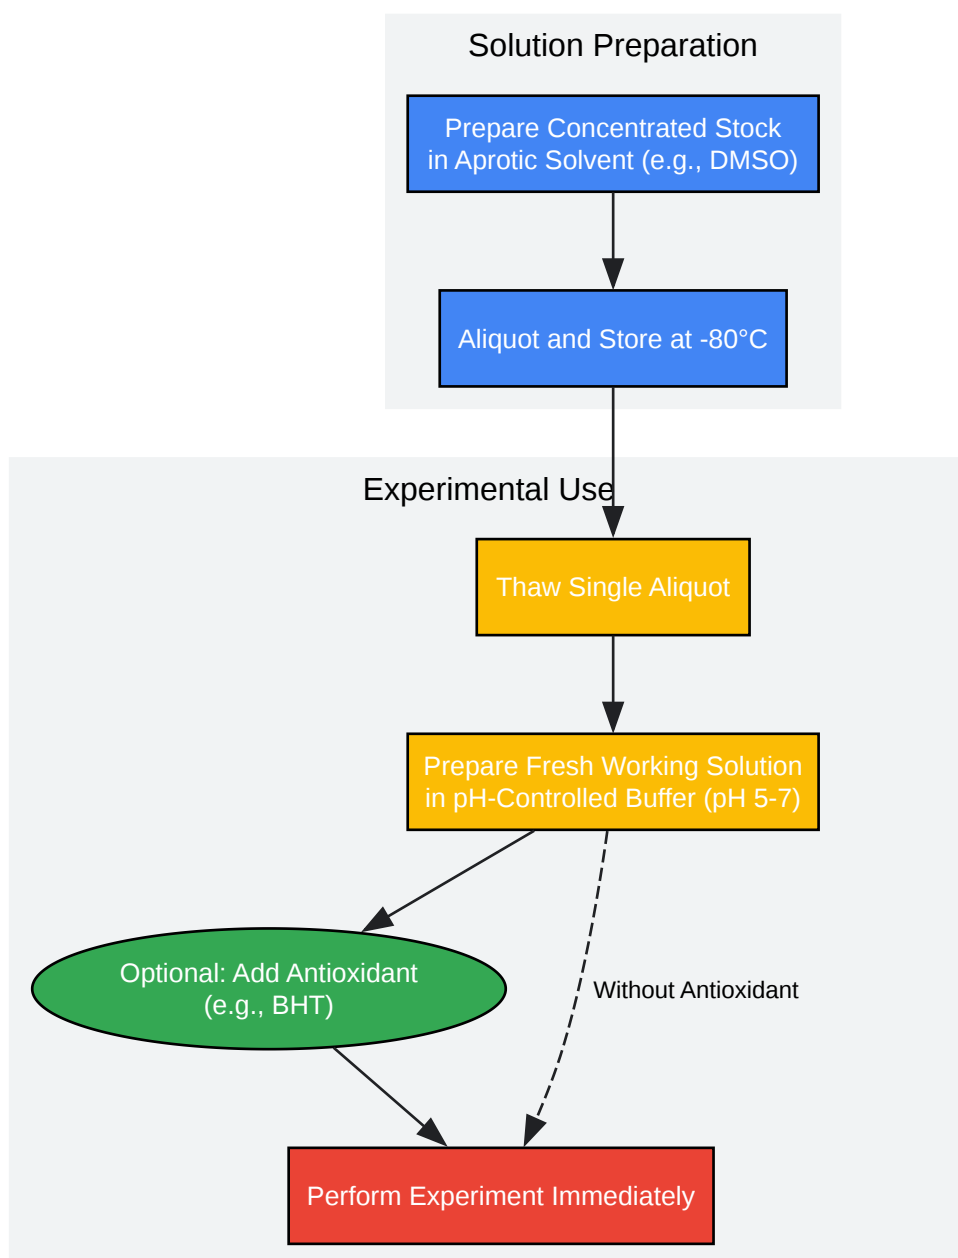 Solution Preparation
Prepare Concentrated Stock
in Aprotic Solvent (e.g., DMSO)
Aliquot and Store at -80°C
Experimental Use
Thaw Single Aliquot
Prepare Fresh Working Solution
in pH-Controlled Buffer (pH 5-7)
Optional: Add Antioxidant
(e.g., BHT)
Without Antioxidant
Perform Experiment Immediately